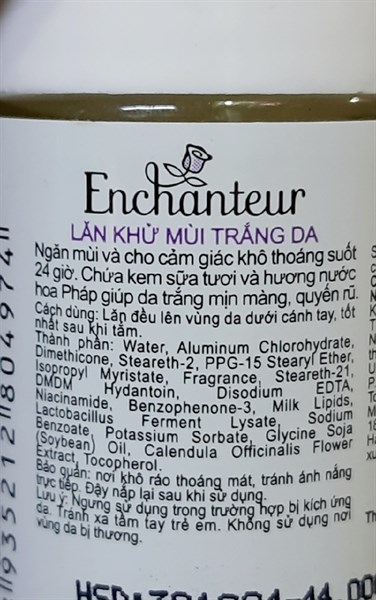 Enchanteur
LĂN KHỬ MÙI TRẮNG DA
Ngăn mùi và cho cảm giác khô thoáng suốt
24 giờ. Chứa kem sữa tươi và hương nước
hoa Pháp giúp da trắng mịn màng, quyến rũ.
Cách dùng: Lăn đều lên vùng da dưới cánh tay, tốt
nhất sau khi tắm.
Thành phần: Water, Aluminum Chlorohydrate,
Dimethicone, Steareth-2, PPG-15 Stearyl Ether,
Isopropyl Myristate, Fragrance, Steareth-21,
DMDM Hydantoin, Disodium EDTA,
Niacinamide, Benzophenone-3, Milk Lipids,
Lactobacillus Ferment Lysate, Sodium
Benzoate, Potassium Sorbate, Glycine Soja
(Soybean) Oil, Calendula Officinalis Flower
Extract, Tocopherol.
Bảo quản: nơi khô ráo thoáng mát, tránh ánh nắng
trực tiếp. Đậy nắp lại sau khi sử dụng.
Lưu ý: Ngưng sử dụng trong trường hợp bị kích ứng
da. Tránh xa tầm tay trẻ em. Không sử dụng nơi
vùng da bị thương.